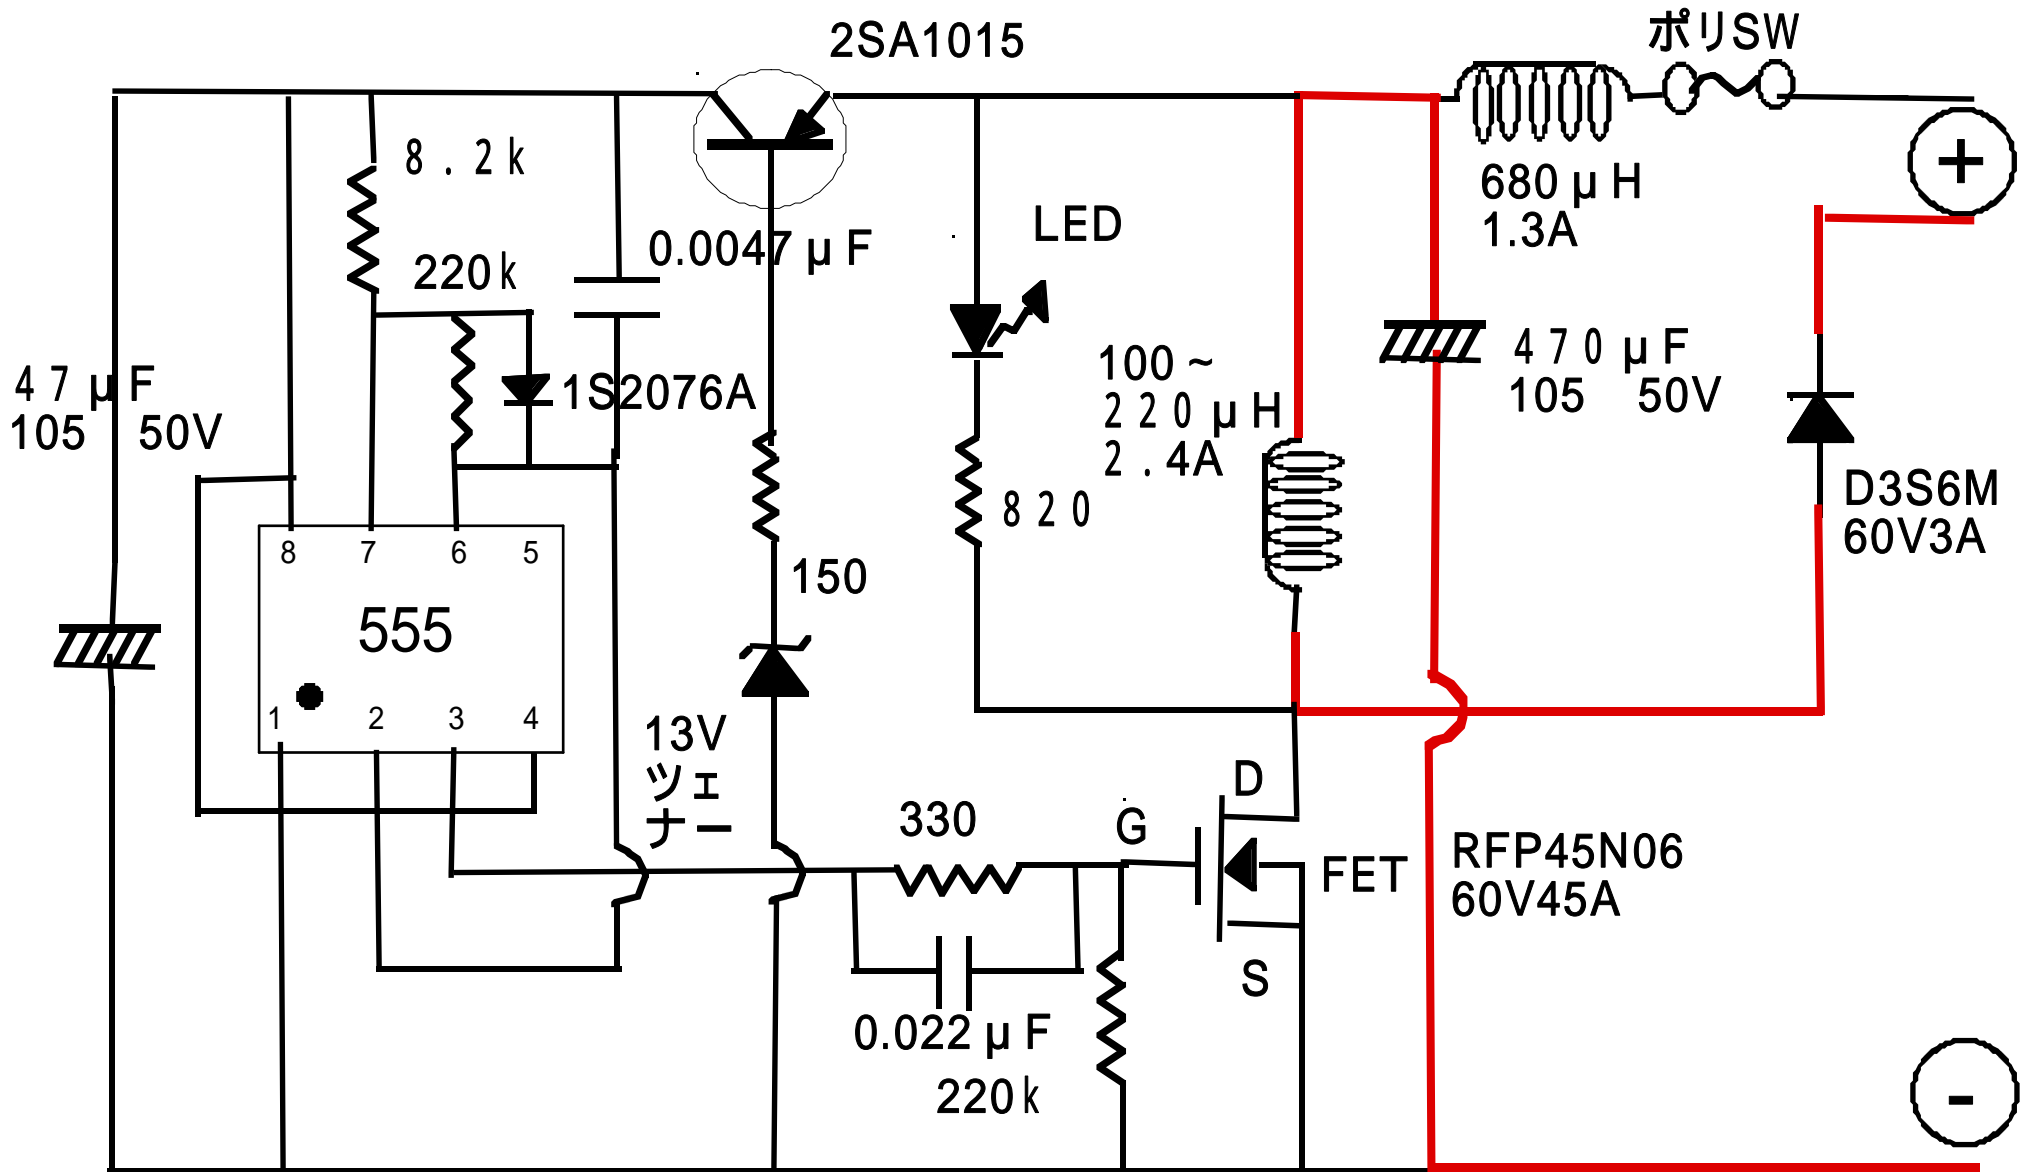 2SA1015
ポリSW
8.2k
+
680μH
1.3A
LED
0.0047μF
220k
47μF
105 50V
1S2076A
100~
220μH
2.4A
470μF
105 50V
820
D3S6M
60V3A
8 7 6 5
150
555
1 2 3 4
13V
ツェ
ナー
330
G
D
FET
RFP45N06
60V45A
S
0.022μF
220k
-